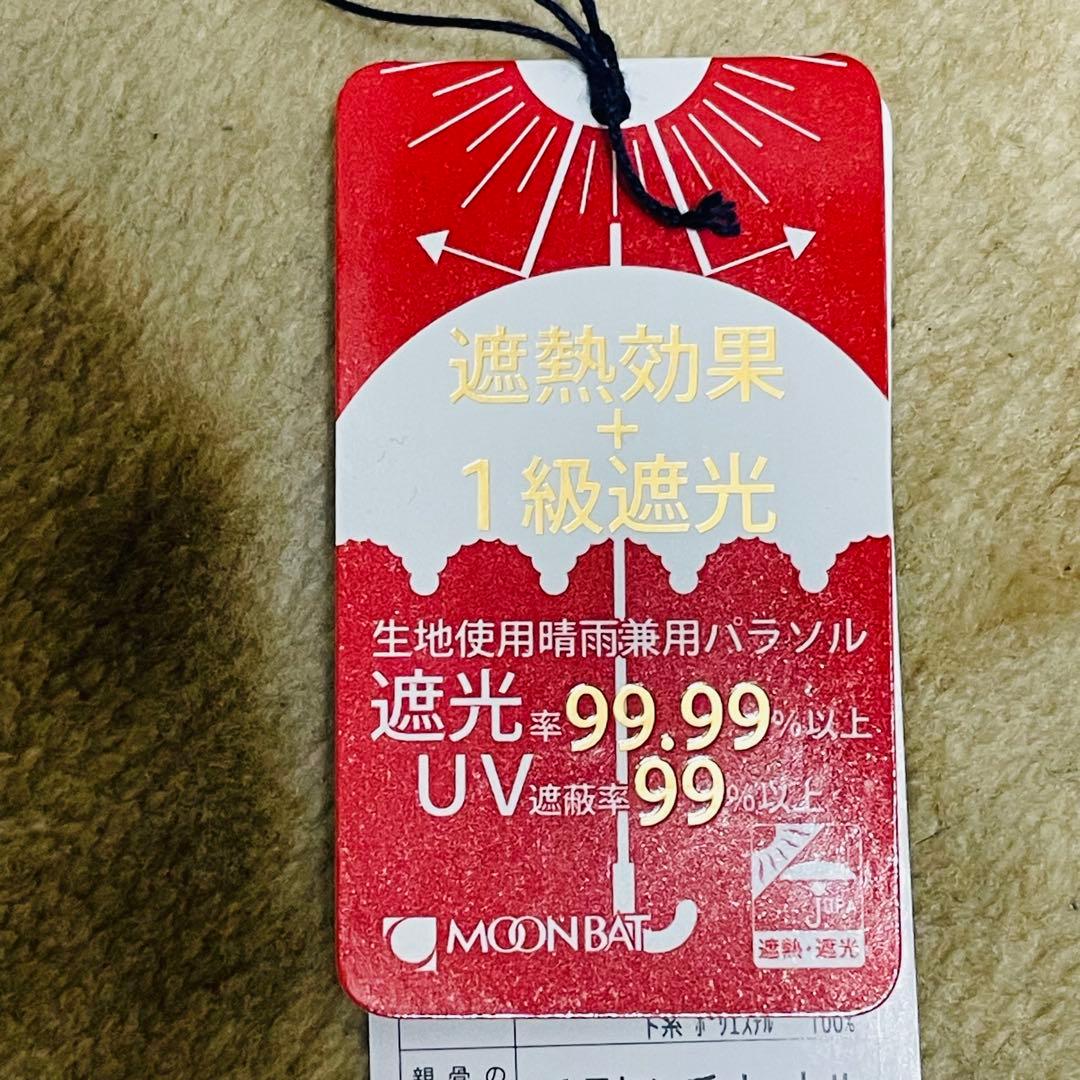 遮熱効果
+
1級遮光
生地使用晴雨兼用パラソル
遮光率99.99%以上
UV遮蔽率99%以上
JUPA
遮熱・遮光
MOONBAT
下糸 ポリエステル 100%
親骨の